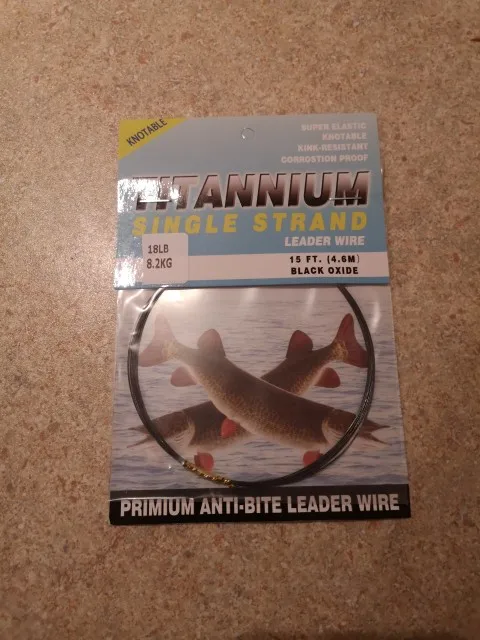 KNOTABLE
SUPER ELASTIC
KNOTABLE
KINK-RESISTANT
CORROSTION PROOF
TITANNIUM
SINGLE STRAND
LEADER WIRE
18LB
8.2KG
15 FT. (4.6M)
BLACK OXIDE
PRIMIUM ANTI-BITE LEADER WIRE